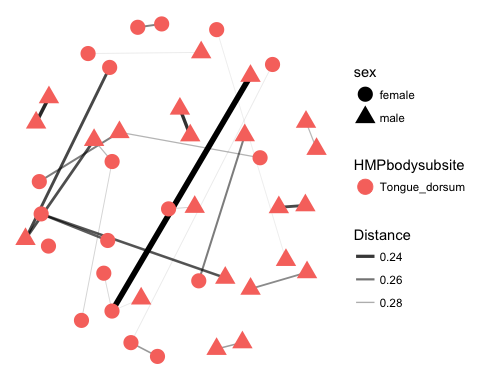 sex
female
male
HMPbodysubsite
Tongue_dorsum
Distance
0.24
0.26
0.28